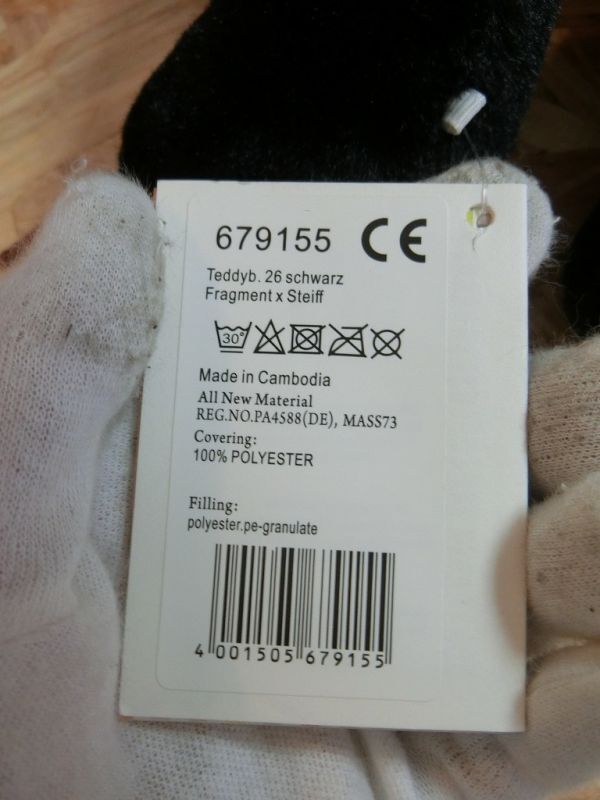 679155 CE
Teddyb. 26 schwarz
Fragment x Steiff
30°
Made in Cambodia
All New Material
REG.NO.PA4588(DE), MASS73
Covering:
100% POLYESTER
Filling:
polyester.pe-granulate
4 001505 679155